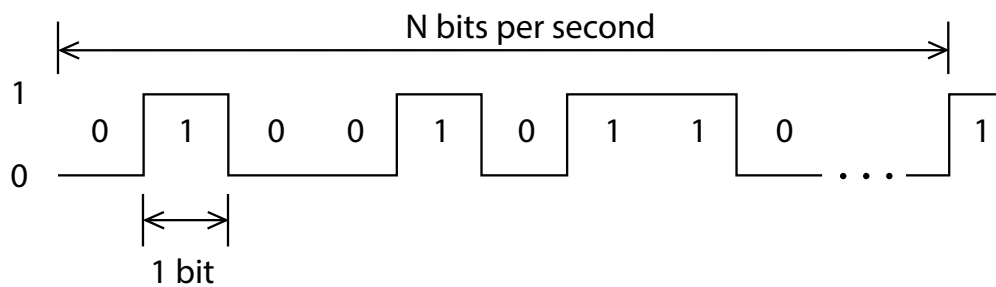 N bits per second
1
0 1 0 0 1 0 1 1 0 1
0 . . .
1 bit